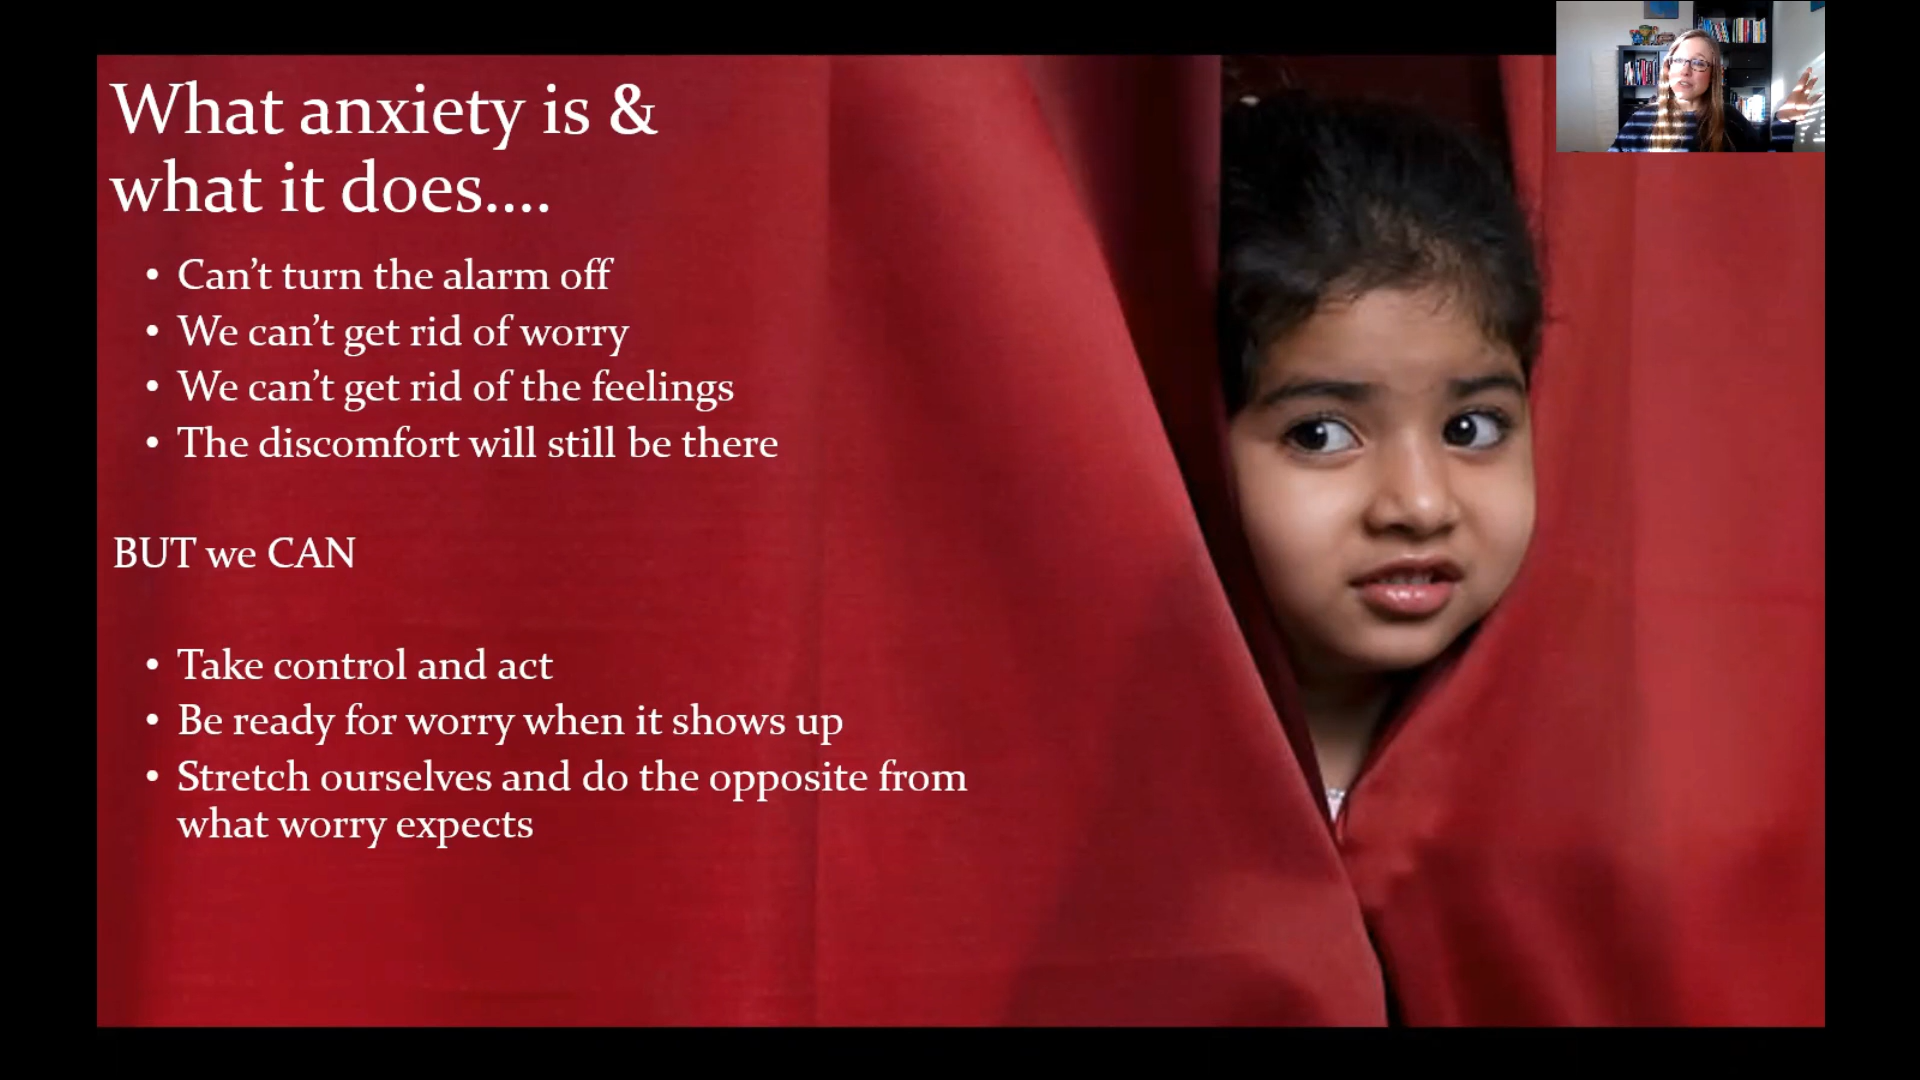 What anxiety is &
what it does....
• Can’t turn the alarm off
• We can’t get rid of worry
• We can’t get rid of the feelings
• The discomfort will still be there
BUT we CAN
• Take control and act
• Be ready for worry when it shows up
• Stretch ourselves and do the opposite from
what worry expects